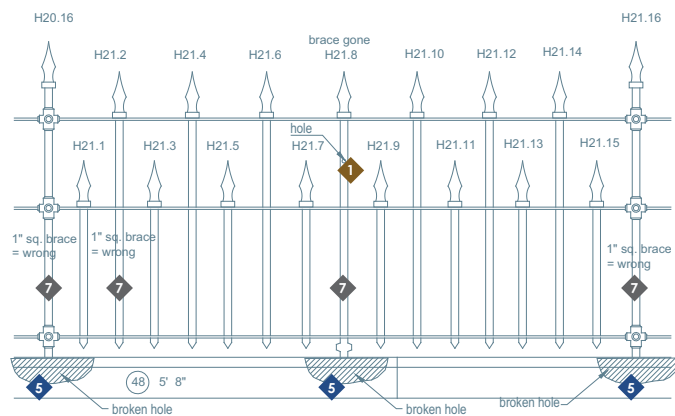 H20.16
H21.16
brace gone
H21.2
H21.4
H21.6
H21.8
H21.10
H21.12
H21.14
hole
H21.1
H21.3
H21.5
H21.7
H21.9
H21.11
H21.13
H21.15
1
1" sq. brace
= wrong
1" sq. brace
= wrong
1" sq. brace
= wrong
7
7
7
7
5
48 5' 8"
5
5
broken hole
broken hole
broken hole